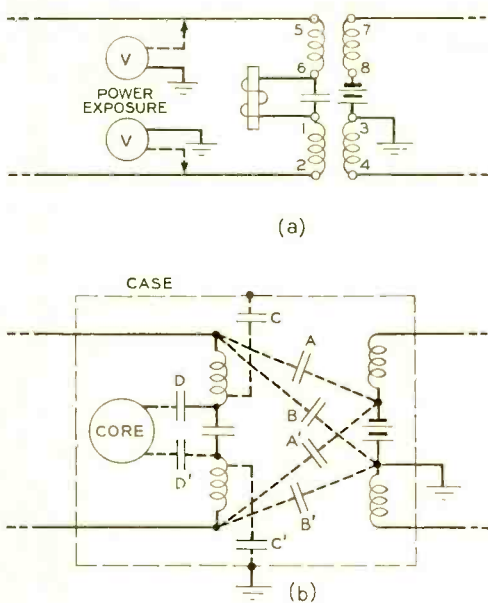 5
7
V
6
8
POWER
EXPOSURE
V
1
3
2
4
(a)
CASE
C
A
D
B
CORE
A'
D'
B'
C'
(b)